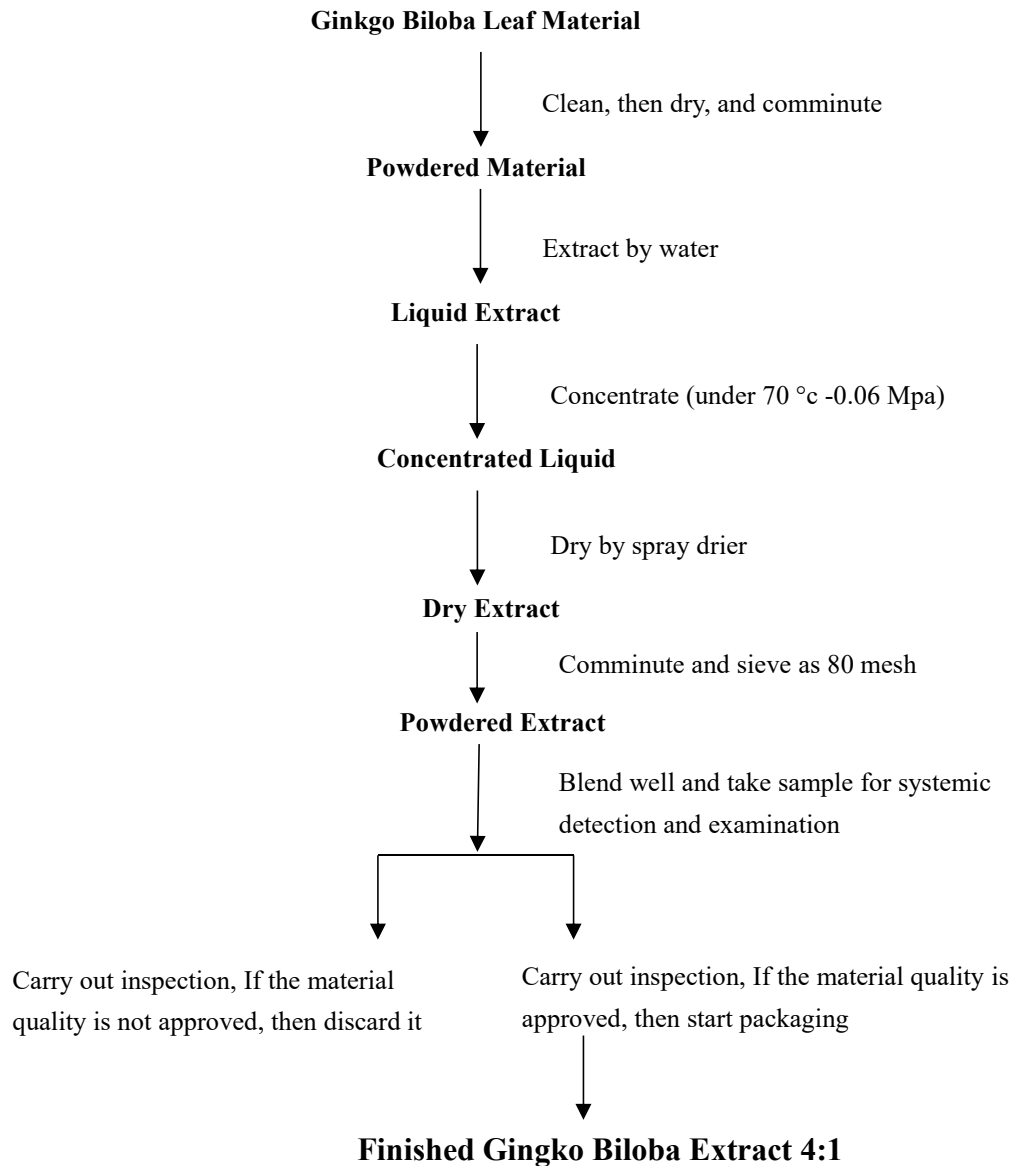 Ginkgo Biloba Leaf Material
Clean, then dry, and comminute
Powdered Material
Extract by water
Liquid Extract
Concentrate (under 70 °c -0.06 Mpa)
Concentrated Liquid
Dry by spray drier
Dry Extract
Comminute and sieve as 80 mesh
Powdered Extract
Blend well and take sample for systemic
detection and examination
Carry out inspection, If the material
quality is not approved, then discard it
Carry out inspection, If the material quality is
approved, then start packaging
Finished Gingko Biloba Extract 4:1